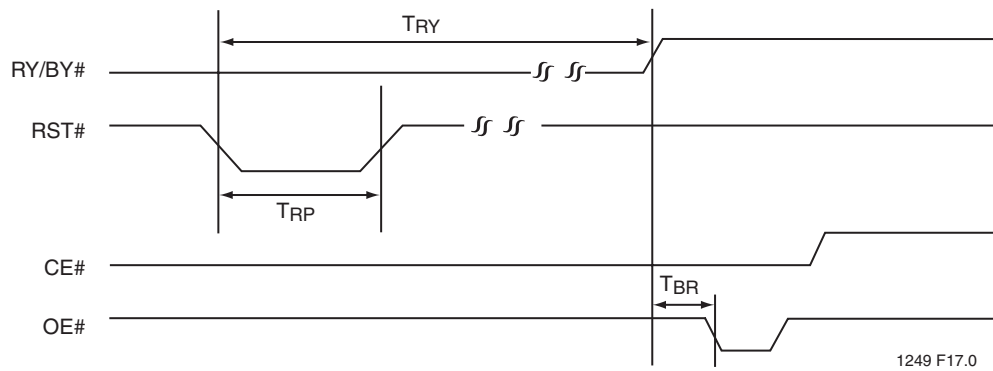 TRY
RY/BY#
RST#
TRP
CE#
TBR
OE#
1249 F17.0